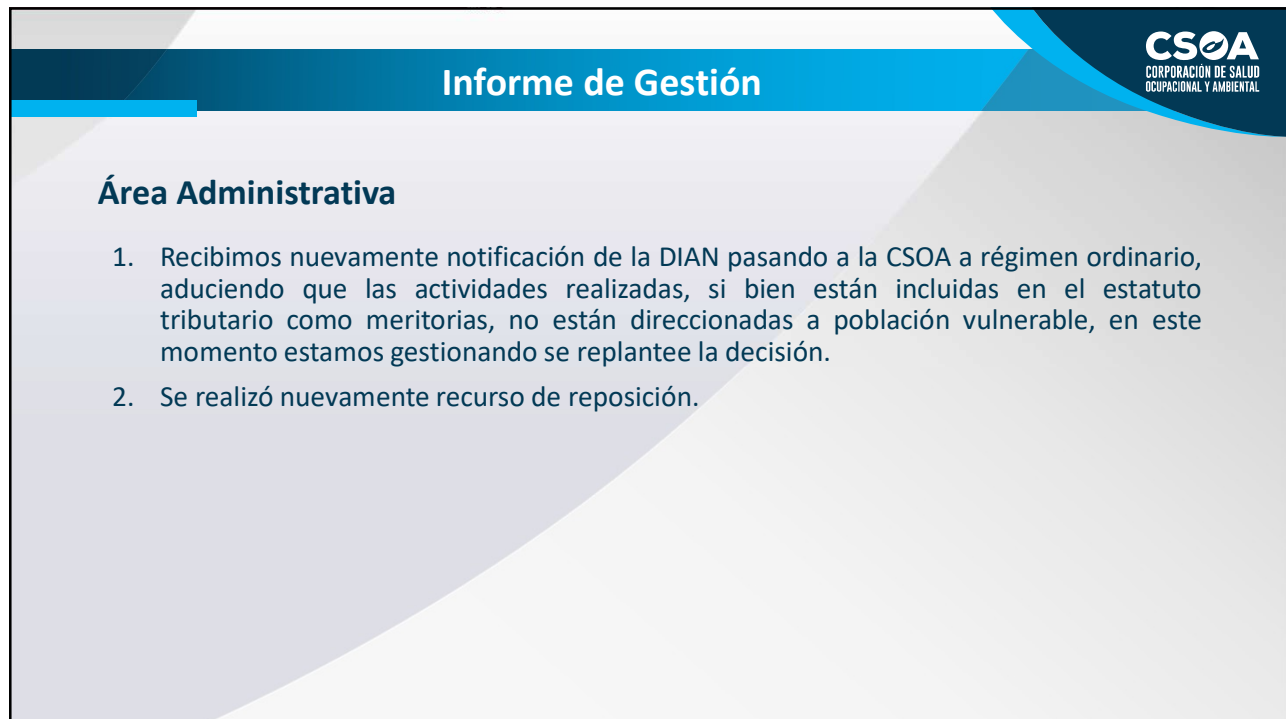 Informe de Gestión
CSOA
CORPORACIÓN DE SALUD
OCUPACIONAL Y AMBIENTAL
Área Administrativa
1. Recibimos nuevamente notificación de la DIAN pasando a la CSOA a régimen ordinario,
aduciendo que las actividades realizadas, si bien están incluidas en el estatuto
tributario como meritorias, no están direccionadas a población vulnerable, en este
momento estamos gestionando se replantee la decisión.
2. Se realizó nuevamente recurso de reposición.